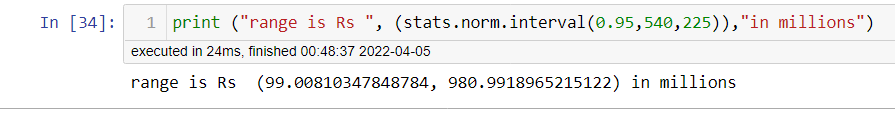 In [34]: 1 print ("range is Rs ", (stats.norm.interval(0.95,540,225)),"in millions")
executed in 24ms, finished 00:48:37 2022-04-05
range is Rs  (99.00810347848784, 980.9918965215122) in millions